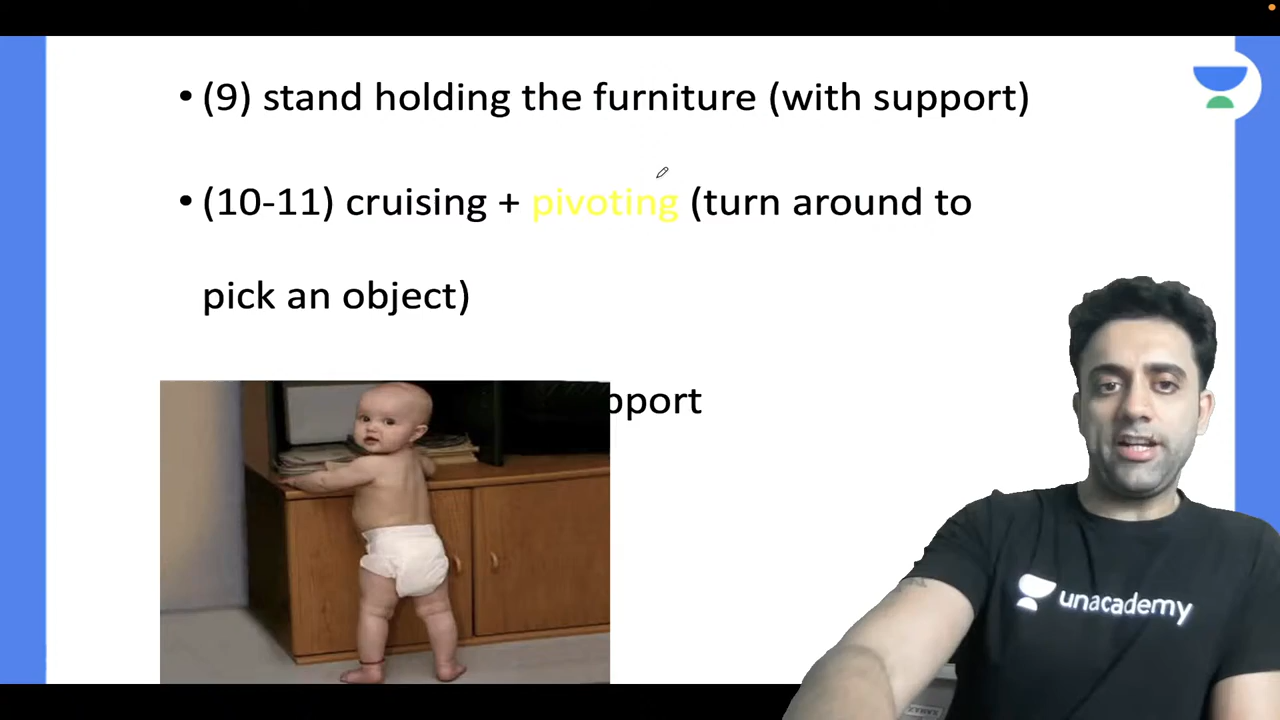 • (9) stand holding the furniture (with support)
• (10-11) cruising + pivoting (turn around to
pick an object)
pport
unacademy